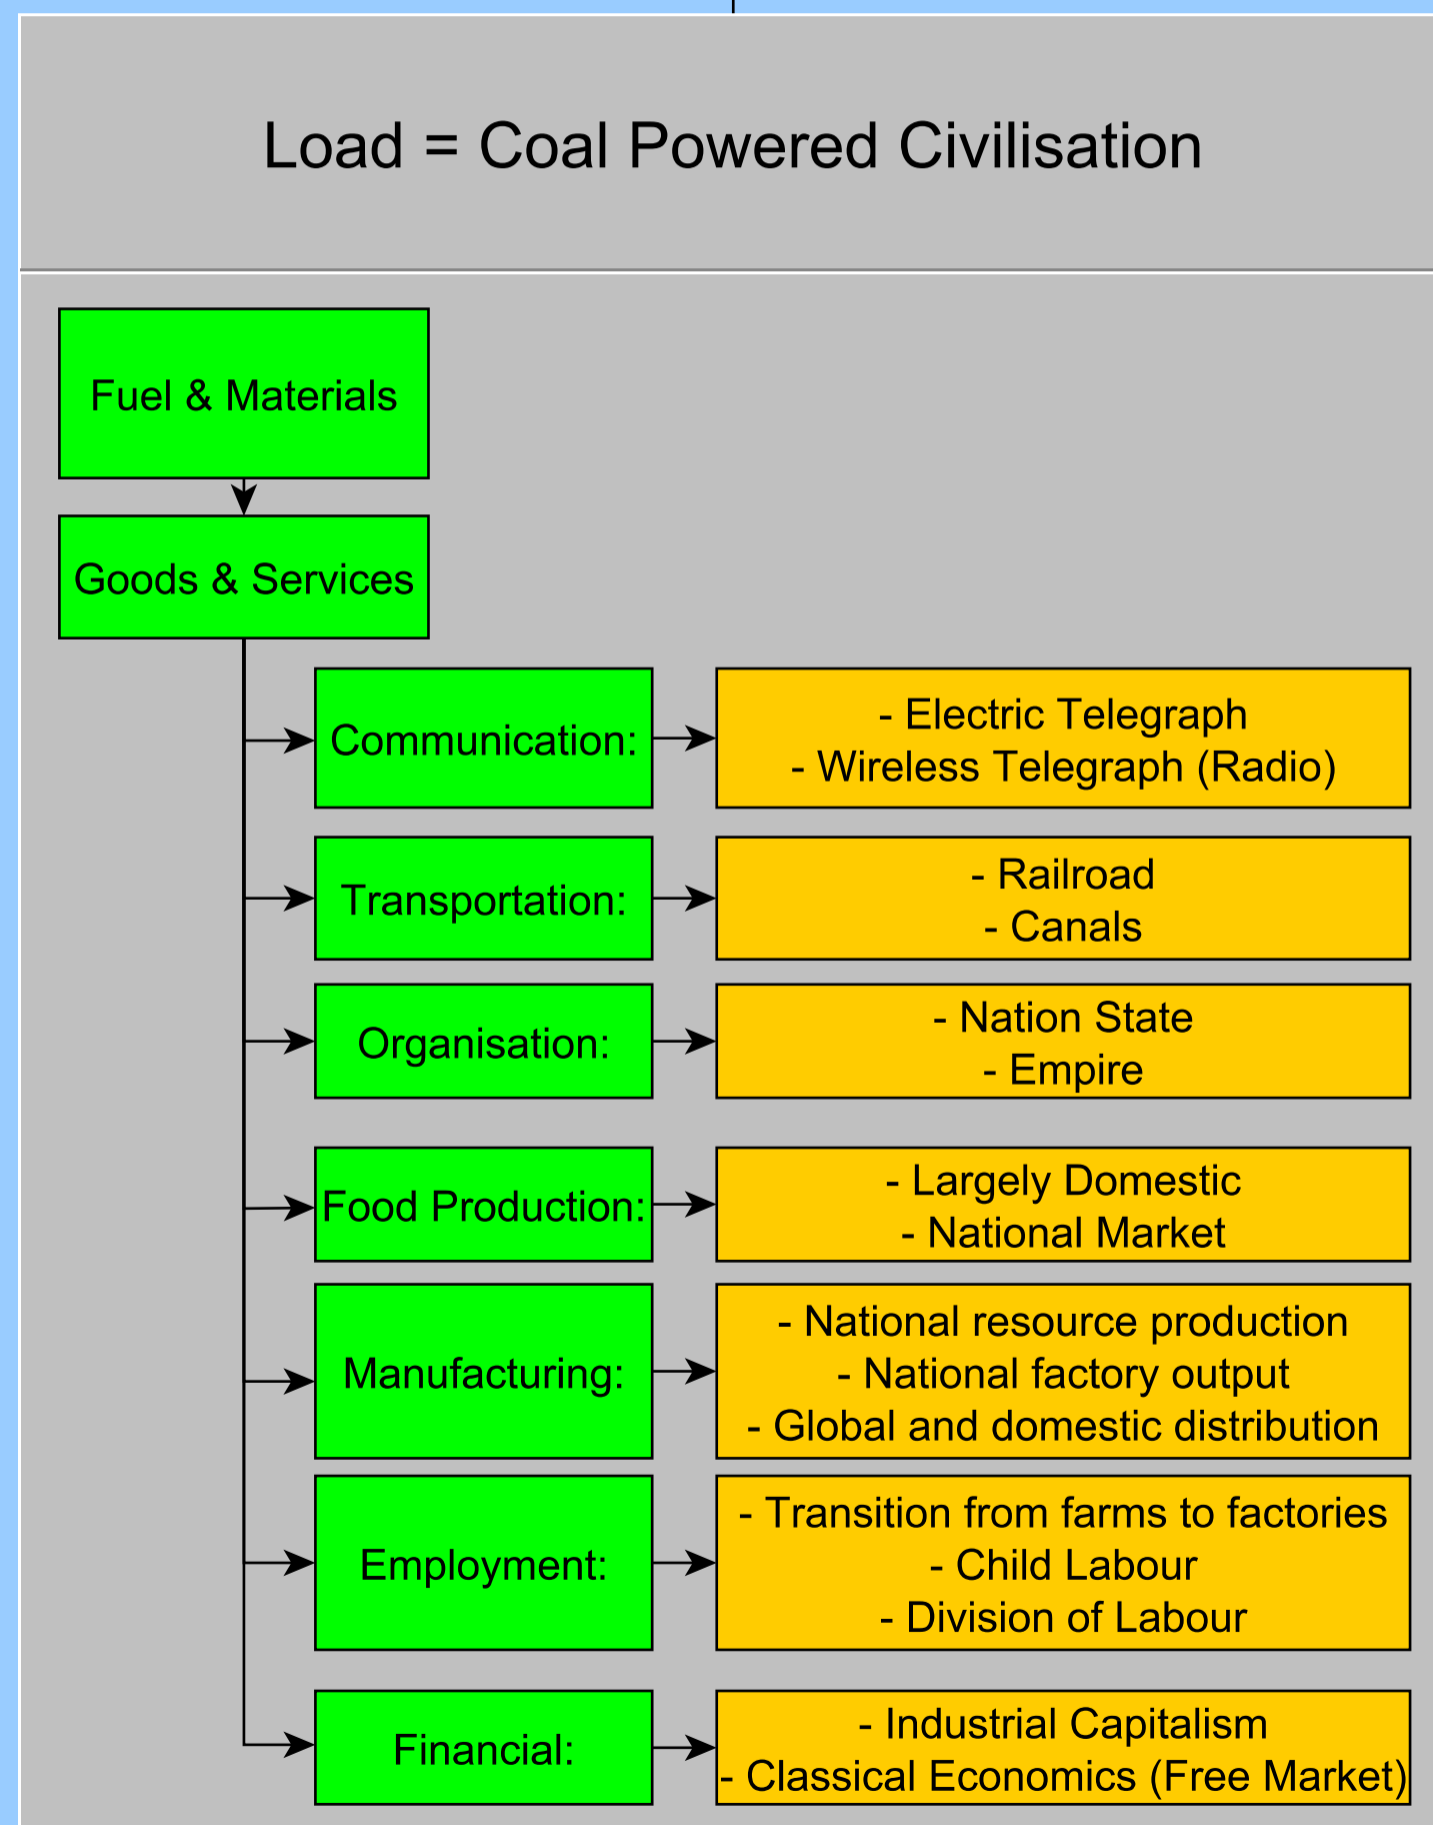 Load = Coal Powered Civilisation
Fuel & Materials
Goods & Services
Communication:
- Electric Telegraph
- Wireless Telegraph (Radio)
Transportation:
- Railroad
- Canals
Organisation:
- Nation State
- Empire
Food Production:
- Largely Domestic
- National Market
Manufacturing:
- National resource production
- National factory output
- Global and domestic distribution
Employment:
- Transition from farms to factories
- Child Labour
- Division of Labour
Financial:
- Industrial Capitalism
- Classical Economics (Free Market)